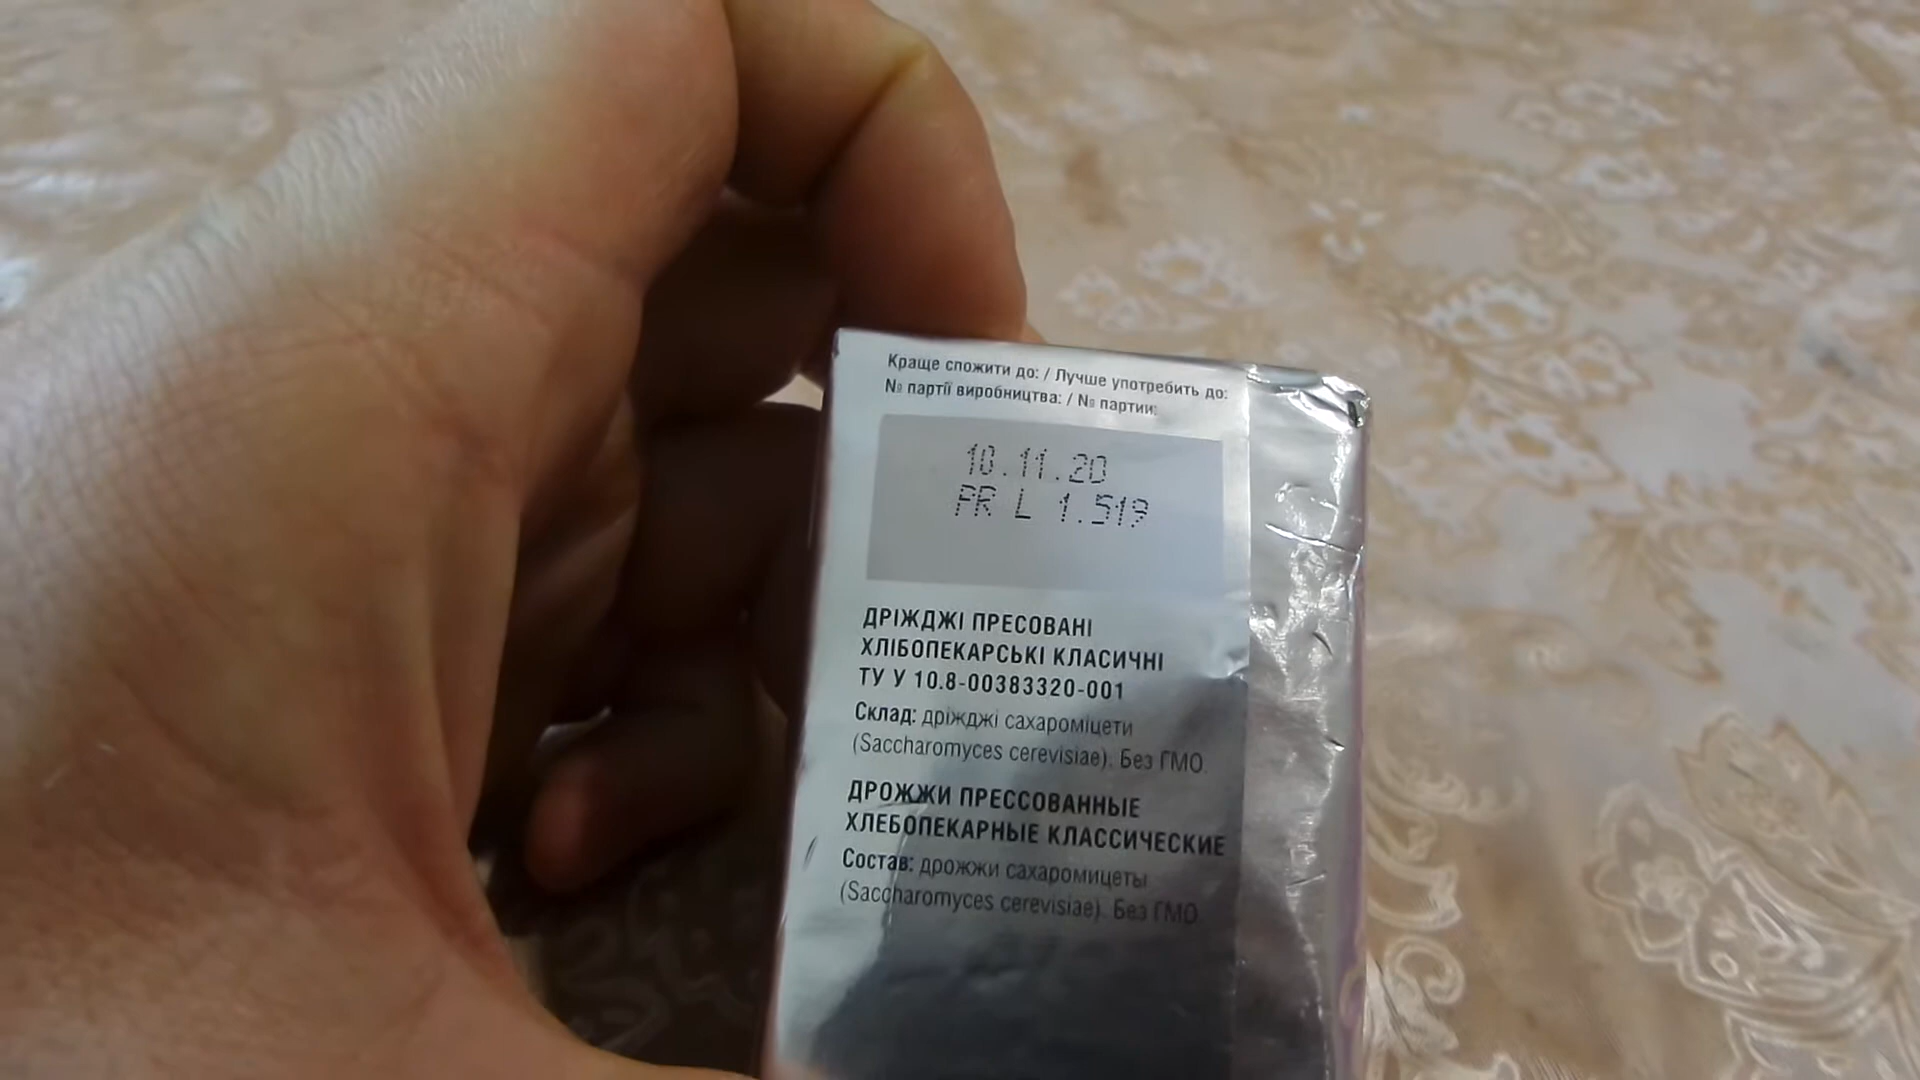 Краще спожити до: / Лучше употребить до:
№ партії виробництва: / № партии:
10.11.20
PR L 1.519
ДРІЖДЖІ ПРЕСОВАНІ
ХЛІБОПЕКАРСЬКІ КЛАСИЧНІ
ТУ У 10.8-00383320-001
Склад: дріжджі сахароміцети
(Saccharomyces cerevisiae). Без ГМО.
ДРОЖЖИ ПРЕССОВАННЫЕ
ХЛЕБОПЕКАРНЫЕ КЛАССИЧЕСКИЕ
Состав: дрожжи сахаромицеты
(Saccharomyces cerevisiae). Без ГМО.